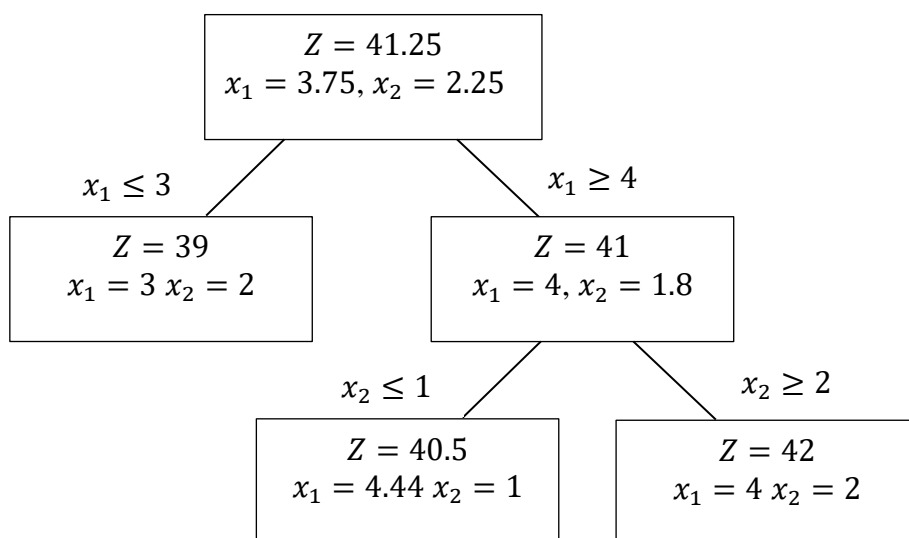 Z = 41.25
x₁ = 3.75, x₂ = 2.25
x₁ ≤ 3
x₁ ≥ 4
Z = 39
x₁ = 3 x₂ = 2
Z = 41
x₁ = 4, x₂ = 1.8
x₂ ≤ 1
x₂ ≥ 2
Z = 40.5
x₁ = 4.44 x₂ = 1
Z = 42
x₁ = 4 x₂ = 2